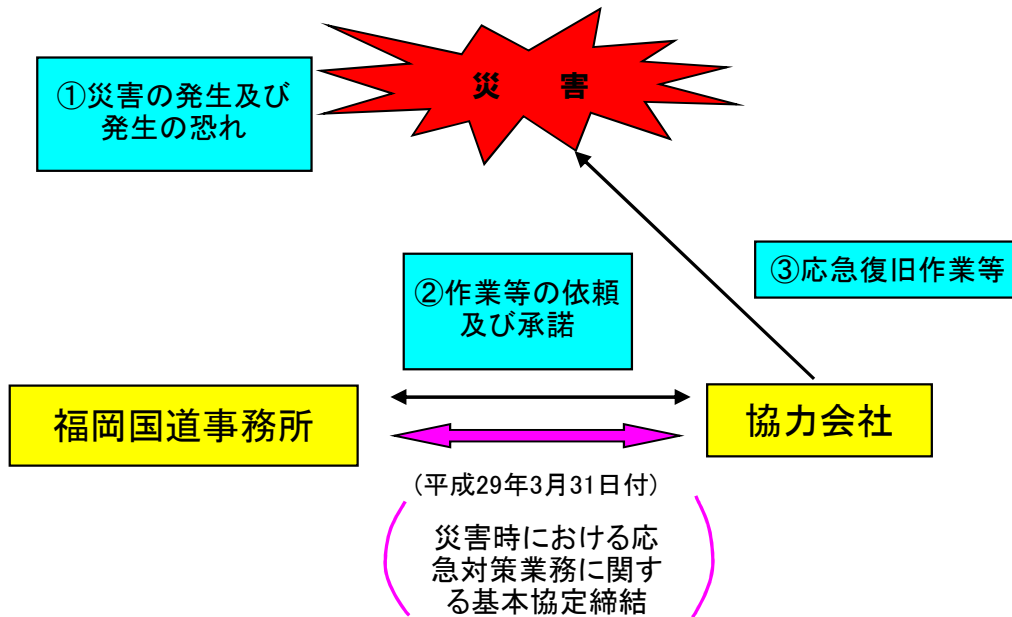 災　害
①災害の発生及び
発生の恐れ
③応急復旧作業等
②作業等の依頼
及び承諾
福岡国道事務所
協力会社
(平成29年3月31日付)
災害時における応
急対策業務に関す
る基本協定締結